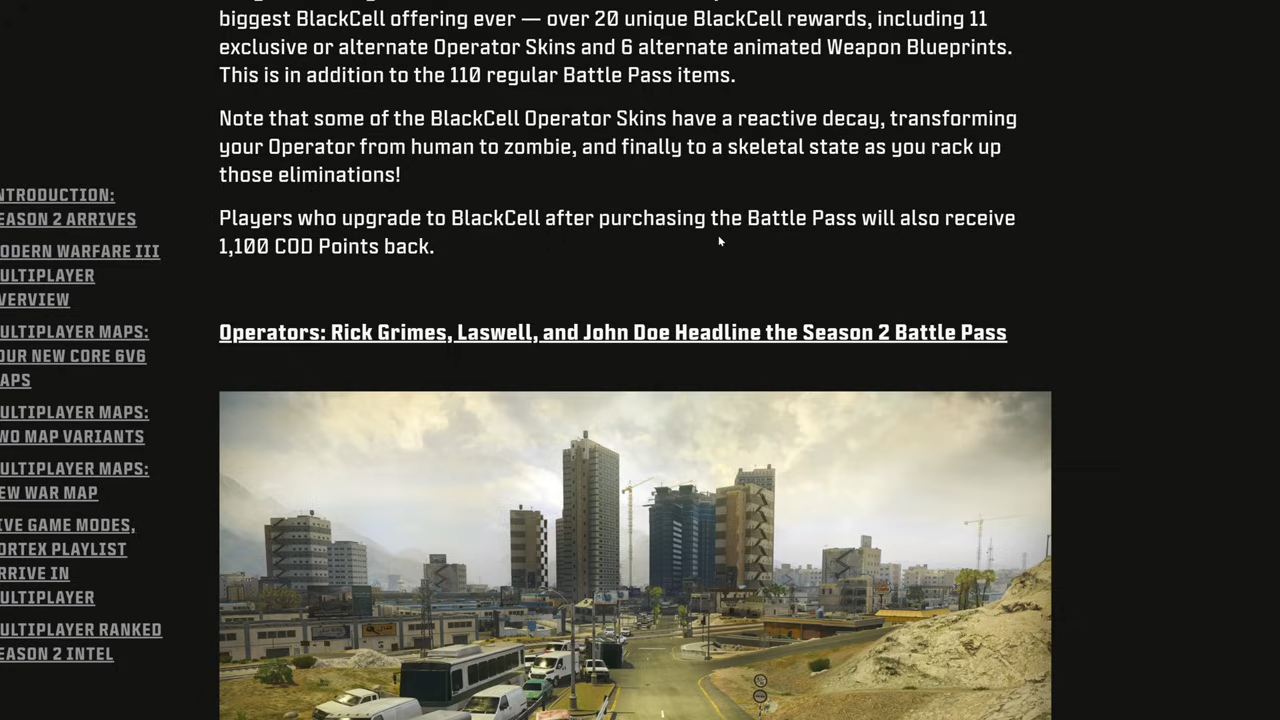 biggest BlackCell offering ever — over 20 unique BlackCell rewards, including 11
exclusive or alternate Operator Skins and 6 alternate animated Weapon Blueprints.
This is in addition to the 110 regular Battle Pass items.
Note that some of the BlackCell Operator Skins have a reactive decay, transforming
your Operator from human to zombie, and finally to a skeletal state as you rack up
those eliminations!
Players who upgrade to BlackCell after purchasing the Battle Pass will also receive
1,100 COD Points back.
Operators: Rick Grimes, Laswell, and John Doe Headline the Season 2 Battle Pass
NTRODUCTION:
EASON 2 ARRIVES
ODERN WARFARE III
ULTIPLAYER
VERVIEW
ULTIPLAYER MAPS:
OUR NEW CORE 6V6
APS
ULTIPLAYER MAPS:
WO MAP VARIANTS
ULTIPLAYER MAPS:
EW WAR MAP
IVE GAME MODES,
ORTEX PLAYLIST
RRIVE IN
ULTIPLAYER
ULTIPLAYER RANKED
EASON 2 INTEL